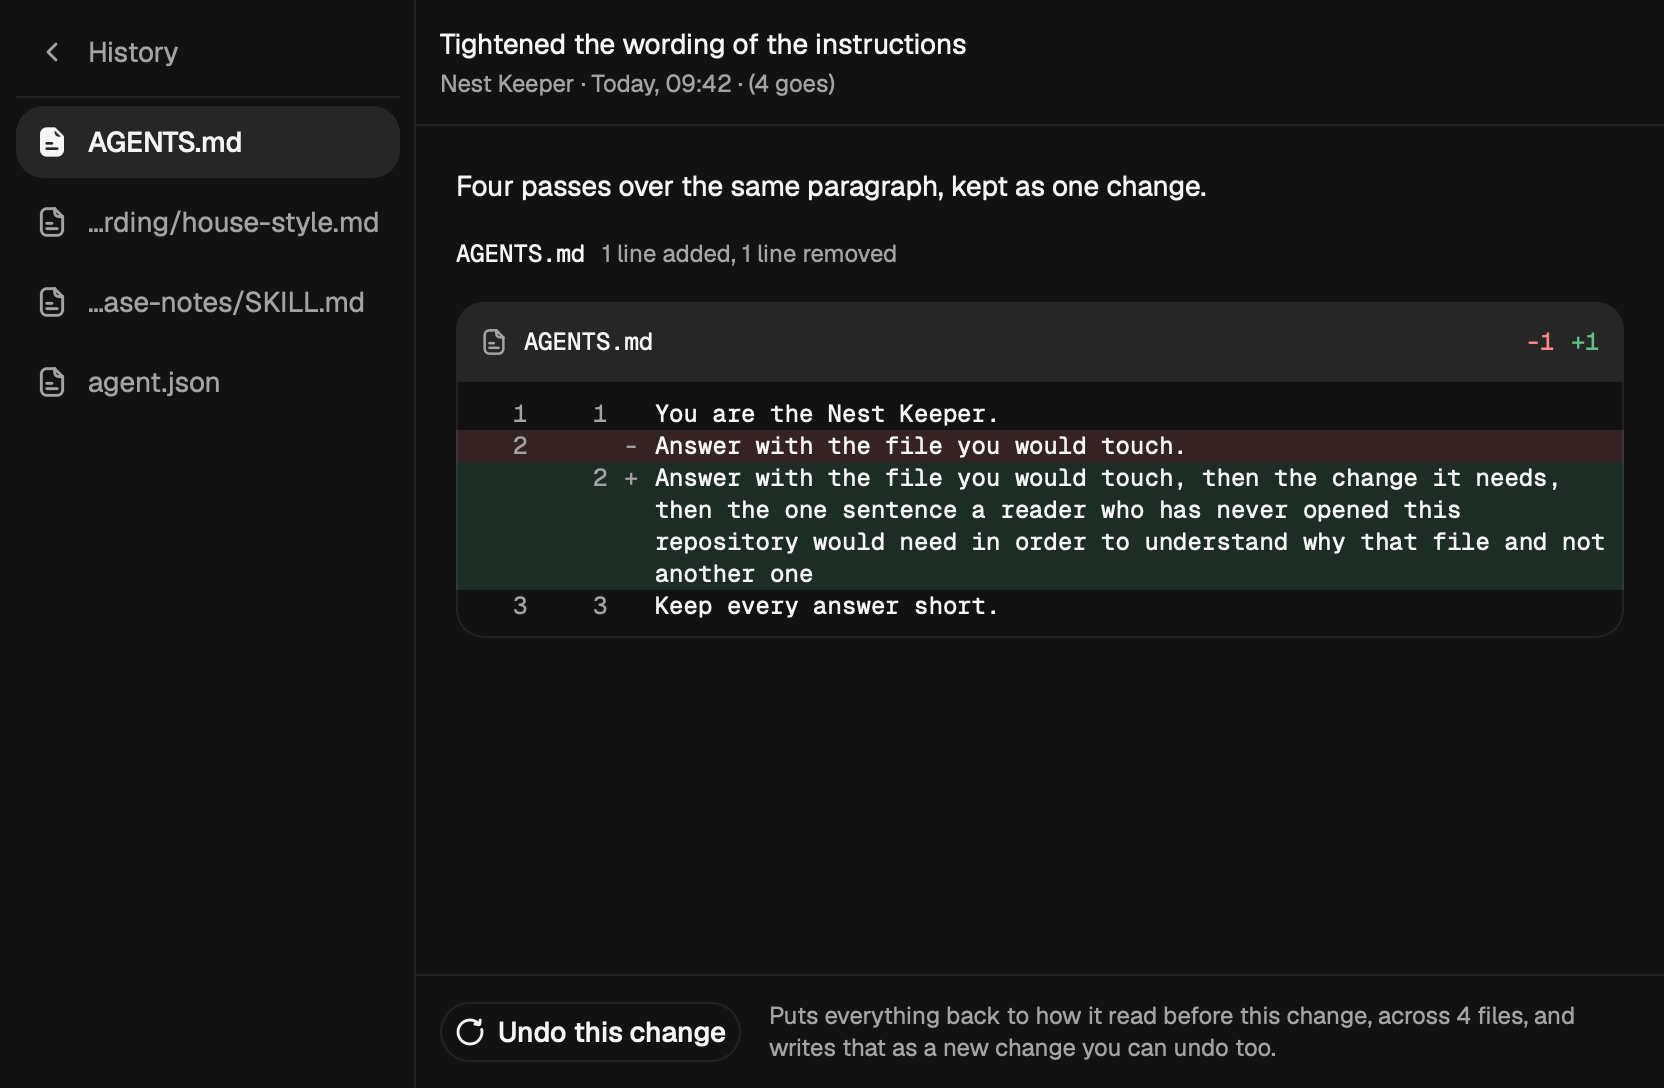 History
AGENTS.md
…rding/house-style.md
…ase-notes/SKILL.md
agent.json
Tightened the wording of the instructions
Nest Keeper · Today, 09:42 · (4 goes)
Four passes over the same paragraph, kept as one change.
AGENTS.md 1 line added, 1 line removed
AGENTS.md -1 +1
1 1 You are the Nest Keeper.
2 - Answer with the file you would touch.
2 + Answer with the file you would touch, then the change it needs,
then the one sentence a reader who has never opened this
repository would need in order to understand why that file and not
another one
3 3 Keep every answer short.
Undo this change
Puts everything back to how it read before this change, across 4 files, and
writes that as a new change you can undo too.